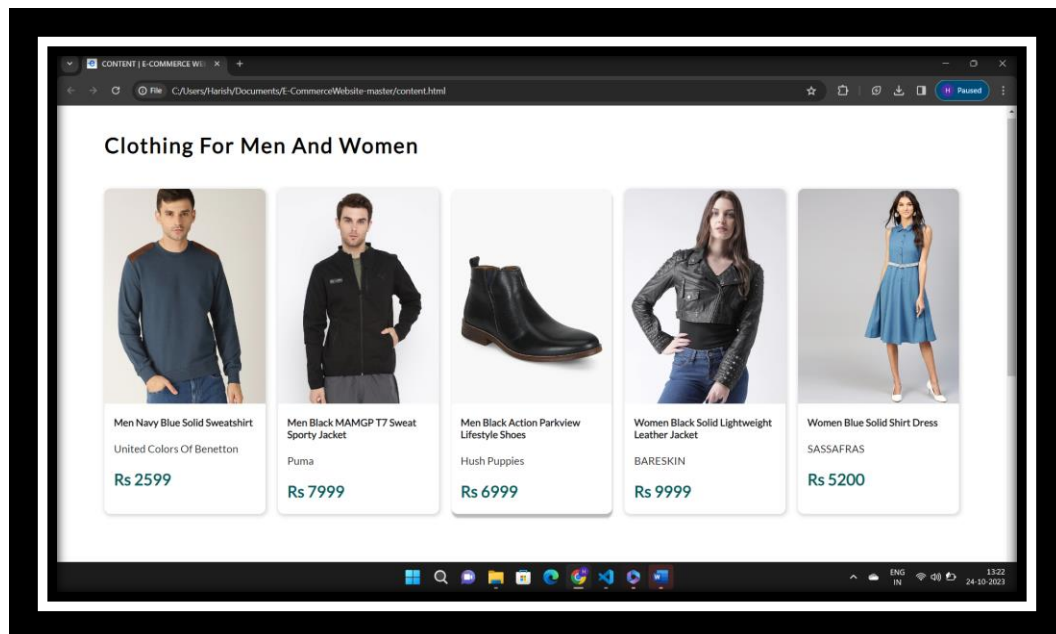 CONTENT | E-COMMERCE WE
File C:/Users/Harish/Documents/E-CommerceWebsite-master/content.html
H Paused
Clothing For Men And Women
Men Navy Blue Solid Sweatshirt
United Colors Of Benetton
Rs 2599
Men Black MAMGP T7 Sweat
Sporty Jacket
Puma
Rs 7999
Men Black Action Parkview
Lifestyle Shoes
Hush Puppies
Rs 6999
Women Black Solid Lightweight
Leather Jacket
BARESKIN
Rs 9999
Women Blue Solid Shirt Dress
SASSAFRAS
Rs 5200
ENG
IN
13:22
24-10-2023